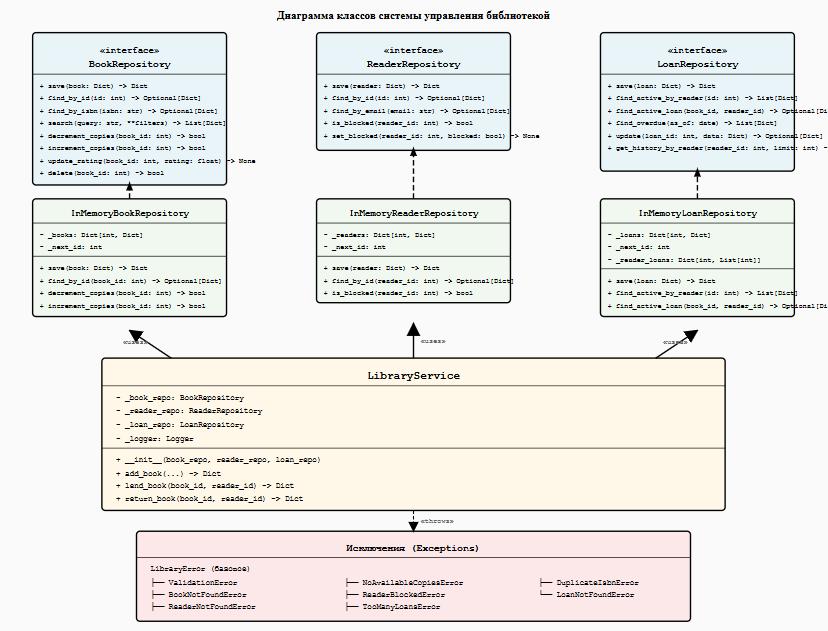 Диаграмма классов системы управления библиотекой
«interface»
BookRepository
+ save(book: Dict) -> Dict
+ find_by_id(id: int) -> Optional[Dict]
+ find_by_isbn(isbn: str) -> Optional[Dict]
+ search(query: str, **filters) -> List[Dict]
+ decrement_copies(book_id: int) -> bool
+ increment_copies(book_id: int) -> bool
+ update_rating(book_id: int, rating: float) -> None
+ delete(book_id: int) -> bool
«interface»
ReaderRepository
+ save(reader: Dict) -> Dict
+ find_by_id(id: int) -> Optional[Dict]
+ find_by_email(email: str) -> Optional[Dict]
+ is_blocked(reader_id: int) -> bool
+ set_blocked(reader_id: int, blocked: bool) -> None
«interface»
LoanRepository
+ save(loan: Dict) -> Dict
+ find_active_by_reader(id: int) -> List[Dict]
+ find_active_loan(book_id, reader_id) -> Optional[Di
+ find_overdue(as_of: date) -> List[Dict]
+ update(loan_id: int, data: Dict) -> Optional[Dict]
+ get_history_by_reader(reader_id: int, limit: int) -
InMemoryBookRepository
- _books: Dict[int, Dict]
- _next_id: int
+ save(book: Dict) -> Dict
+ find_by_id(book_id: int) -> Optional[Dict]
+ decrement_copies(book_id: int) -> bool
+ increment_copies(book_id: int) -> bool
InMemoryReaderRepository
- _readers: Dict[int, Dict]
- _next_id: int
+ save(reader: Dict) -> Dict
+ find_by_id(reader_id: int) -> Optional[Dict]
+ is_blocked(reader_id: int) -> bool
InMemoryLoanRepository
- _loans: Dict[int, Dict]
- _next_id: int
- _reader_loans: Dict[int, List[int]]
+ save(loan: Dict) -> Dict
+ find_active_by_reader(id: int) -> List[Dict]
+ find_active_loan(book_id, reader_id) -> Optional[Di
«uses»
«uses»
«uses»
LibraryService
- _book_repo: BookRepository
- _reader_repo: ReaderRepository
- _loan_repo: LoanRepository
- _logger: Logger
+ __init__(book_repo, reader_repo, loan_repo)
+ add_book(...) -> Dict
+ lend_book(book_id, reader_id) -> Dict
+ return_book(book_id, reader_id) -> Dict
«throws»
Исключения (Exceptions)
LibraryError (базовое)
├── ValidationError
├── BookNotFoundError
├── ReaderNotFoundError
├── NoAvailableCopiesError
├── ReaderBlockedError
├── TooManyLoansError
├── DuplicateIsbnError
└── LoanNotFoundError